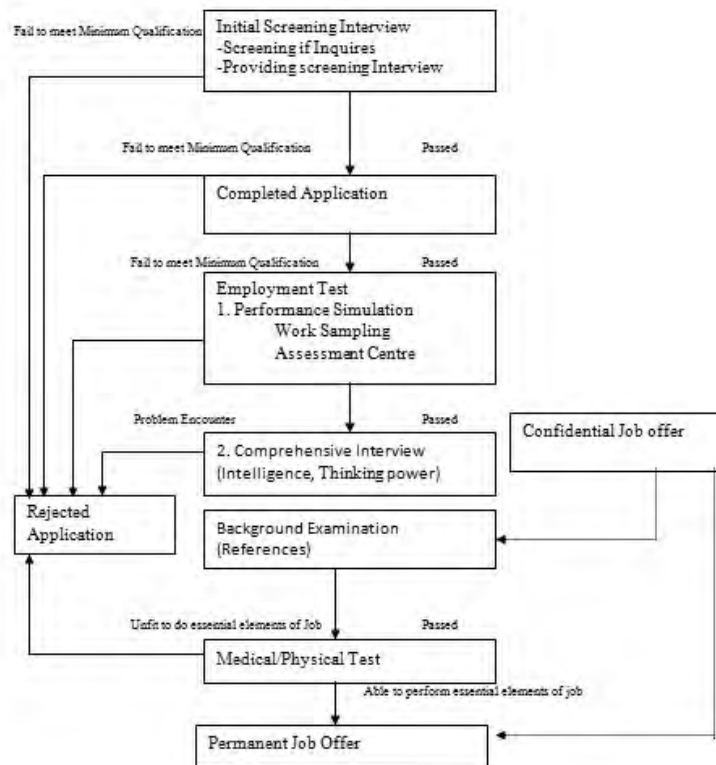 Initial Screening Interview
Fail to meet Minimum Qualification
-Screening if Inquires
-Providing screening Interview
Fail to meet Minimum Qualification
Passed
Completed Application
Fail to meet Minimum Qualification
Passed
Employment Test
1. Performance Simulation
Work Sampling
Assessment Centre
Problem Encounter
Passed
Confidential Job offer
2. Comprehensive Interview
(Intelligence, Thinking power)
Rejected
Application
Background Examination
(References)
Unfit to do essential elements of Job
Passed
Medical/Physical Test
Able to perform essential elements of job
Permanent Job Offer